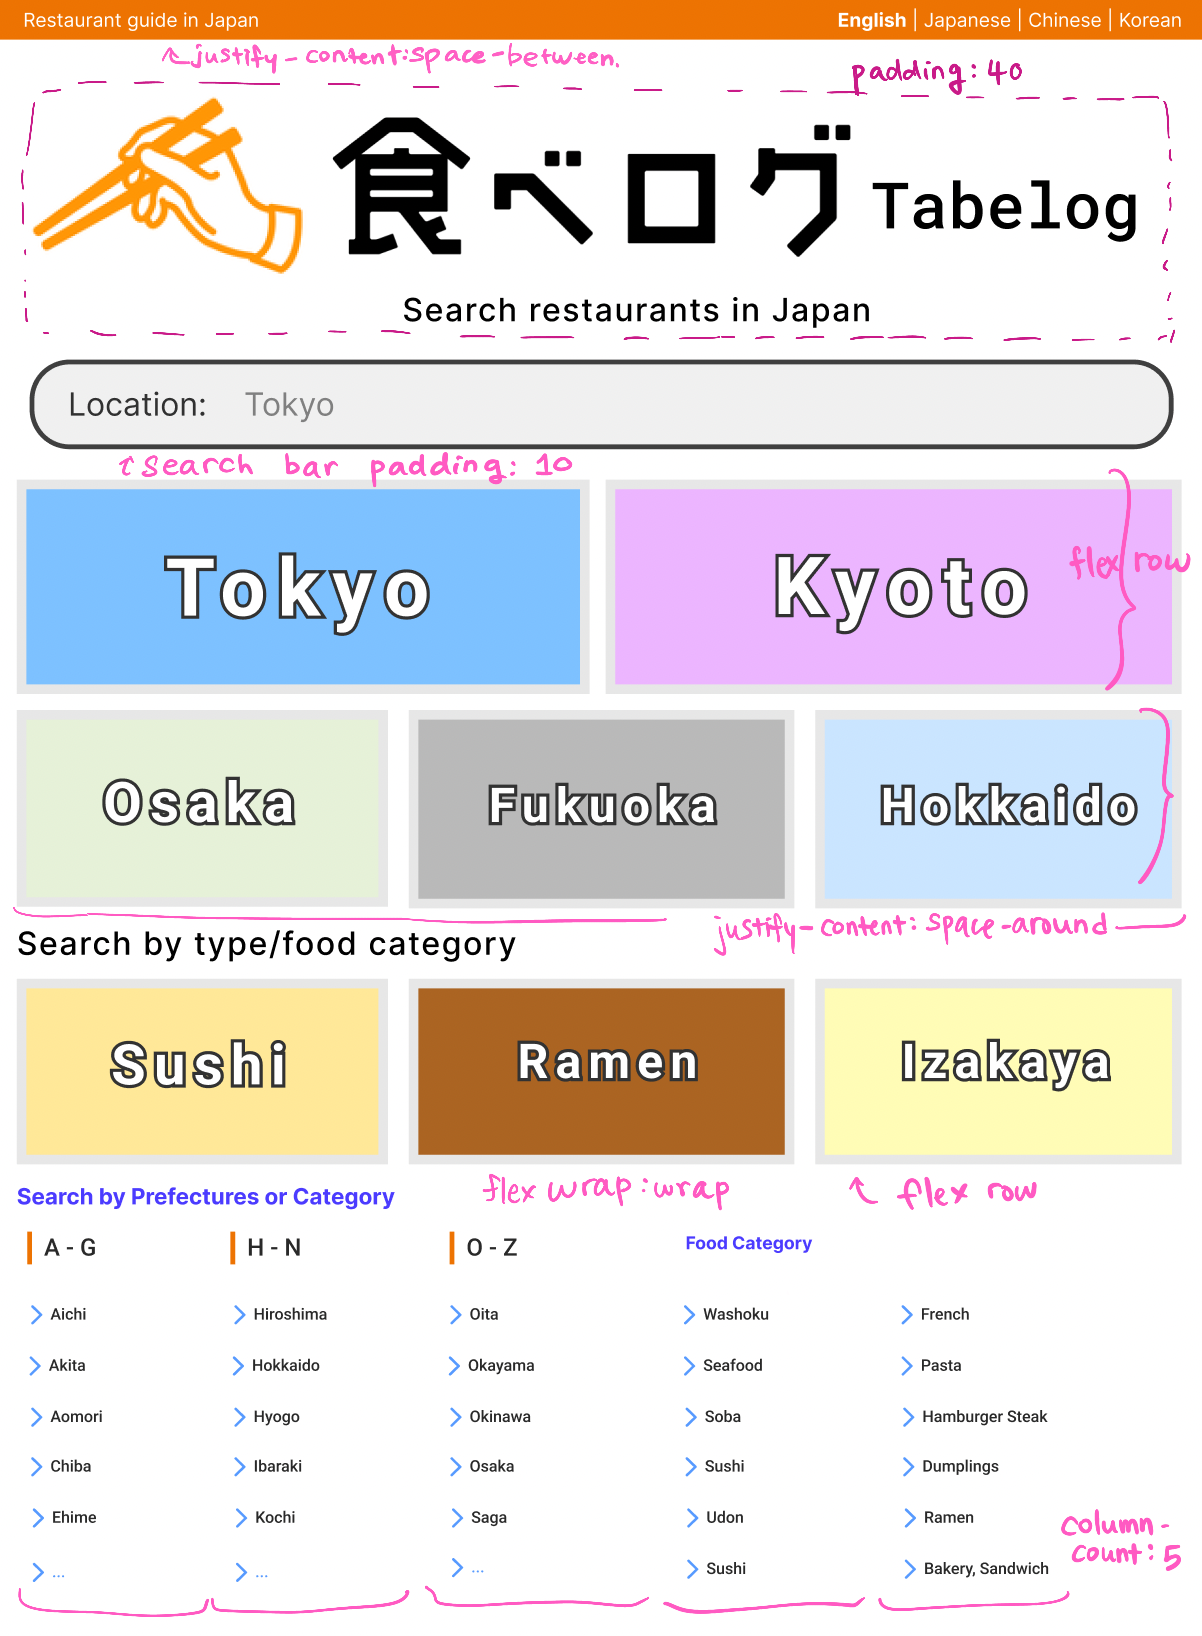 Restaurant guide in Japan
English | Japanese | Chinese | Korean
justify-content:space-between.
padding: 40
食べログ Tabelog
Search restaurants in Japan
Location: Tokyo
search bar padding: 10
Tokyo
Kyoto
flex row
Osaka
Fukuoka
Hokkaido
justify-content: space-around
Search by type/food category
Sushi
Ramen
Izakaya
flex wrap: wrap
flex row
Search by Prefectures or Category
A - G
Aichi
Akita
Aomori
Chiba
Ehime
...
H - N
Hiroshima
Hokkaido
Hyogo
Ibaraki
Kochi
...
O - Z
Oita
Okayama
Okinawa
Osaka
Saga
...
Food Category
Washoku
Seafood
Soba
Sushi
Udon
Sushi
French
Pasta
Hamburger Steak
Dumplings
Ramen
Bakery, Sandwich
column-
count: 5